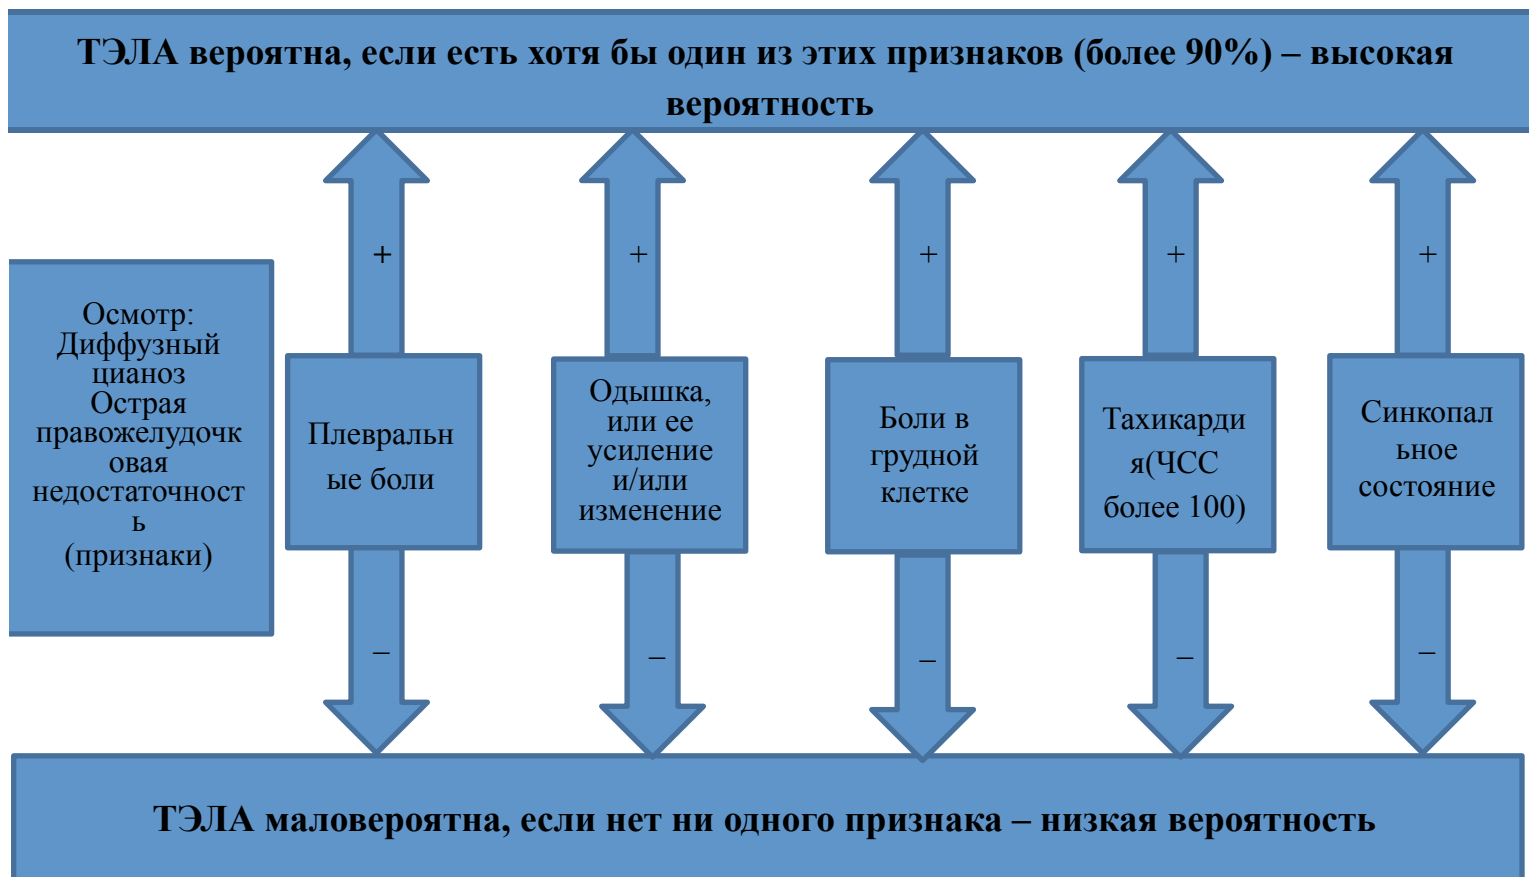 ТЭЛА вероятна, если есть хотя бы один из этих признаков (более 90%) – высокая
вероятность
+
+
+
+
+
Осмотр:
Диффузный
цианоз
Острая
правожелудочк
овая
недостаточност
ь
(признаки)
Плевральн
ые боли
Одышка,
или ее
усиление
и/или
изменение
Боли в
грудной
клетке
Тахикарди
я(ЧСС
более 100)
Синкопал
ьное
состояние
–
–
–
–
–
ТЭЛА маловероятна, если нет ни одного признака – низкая вероятность